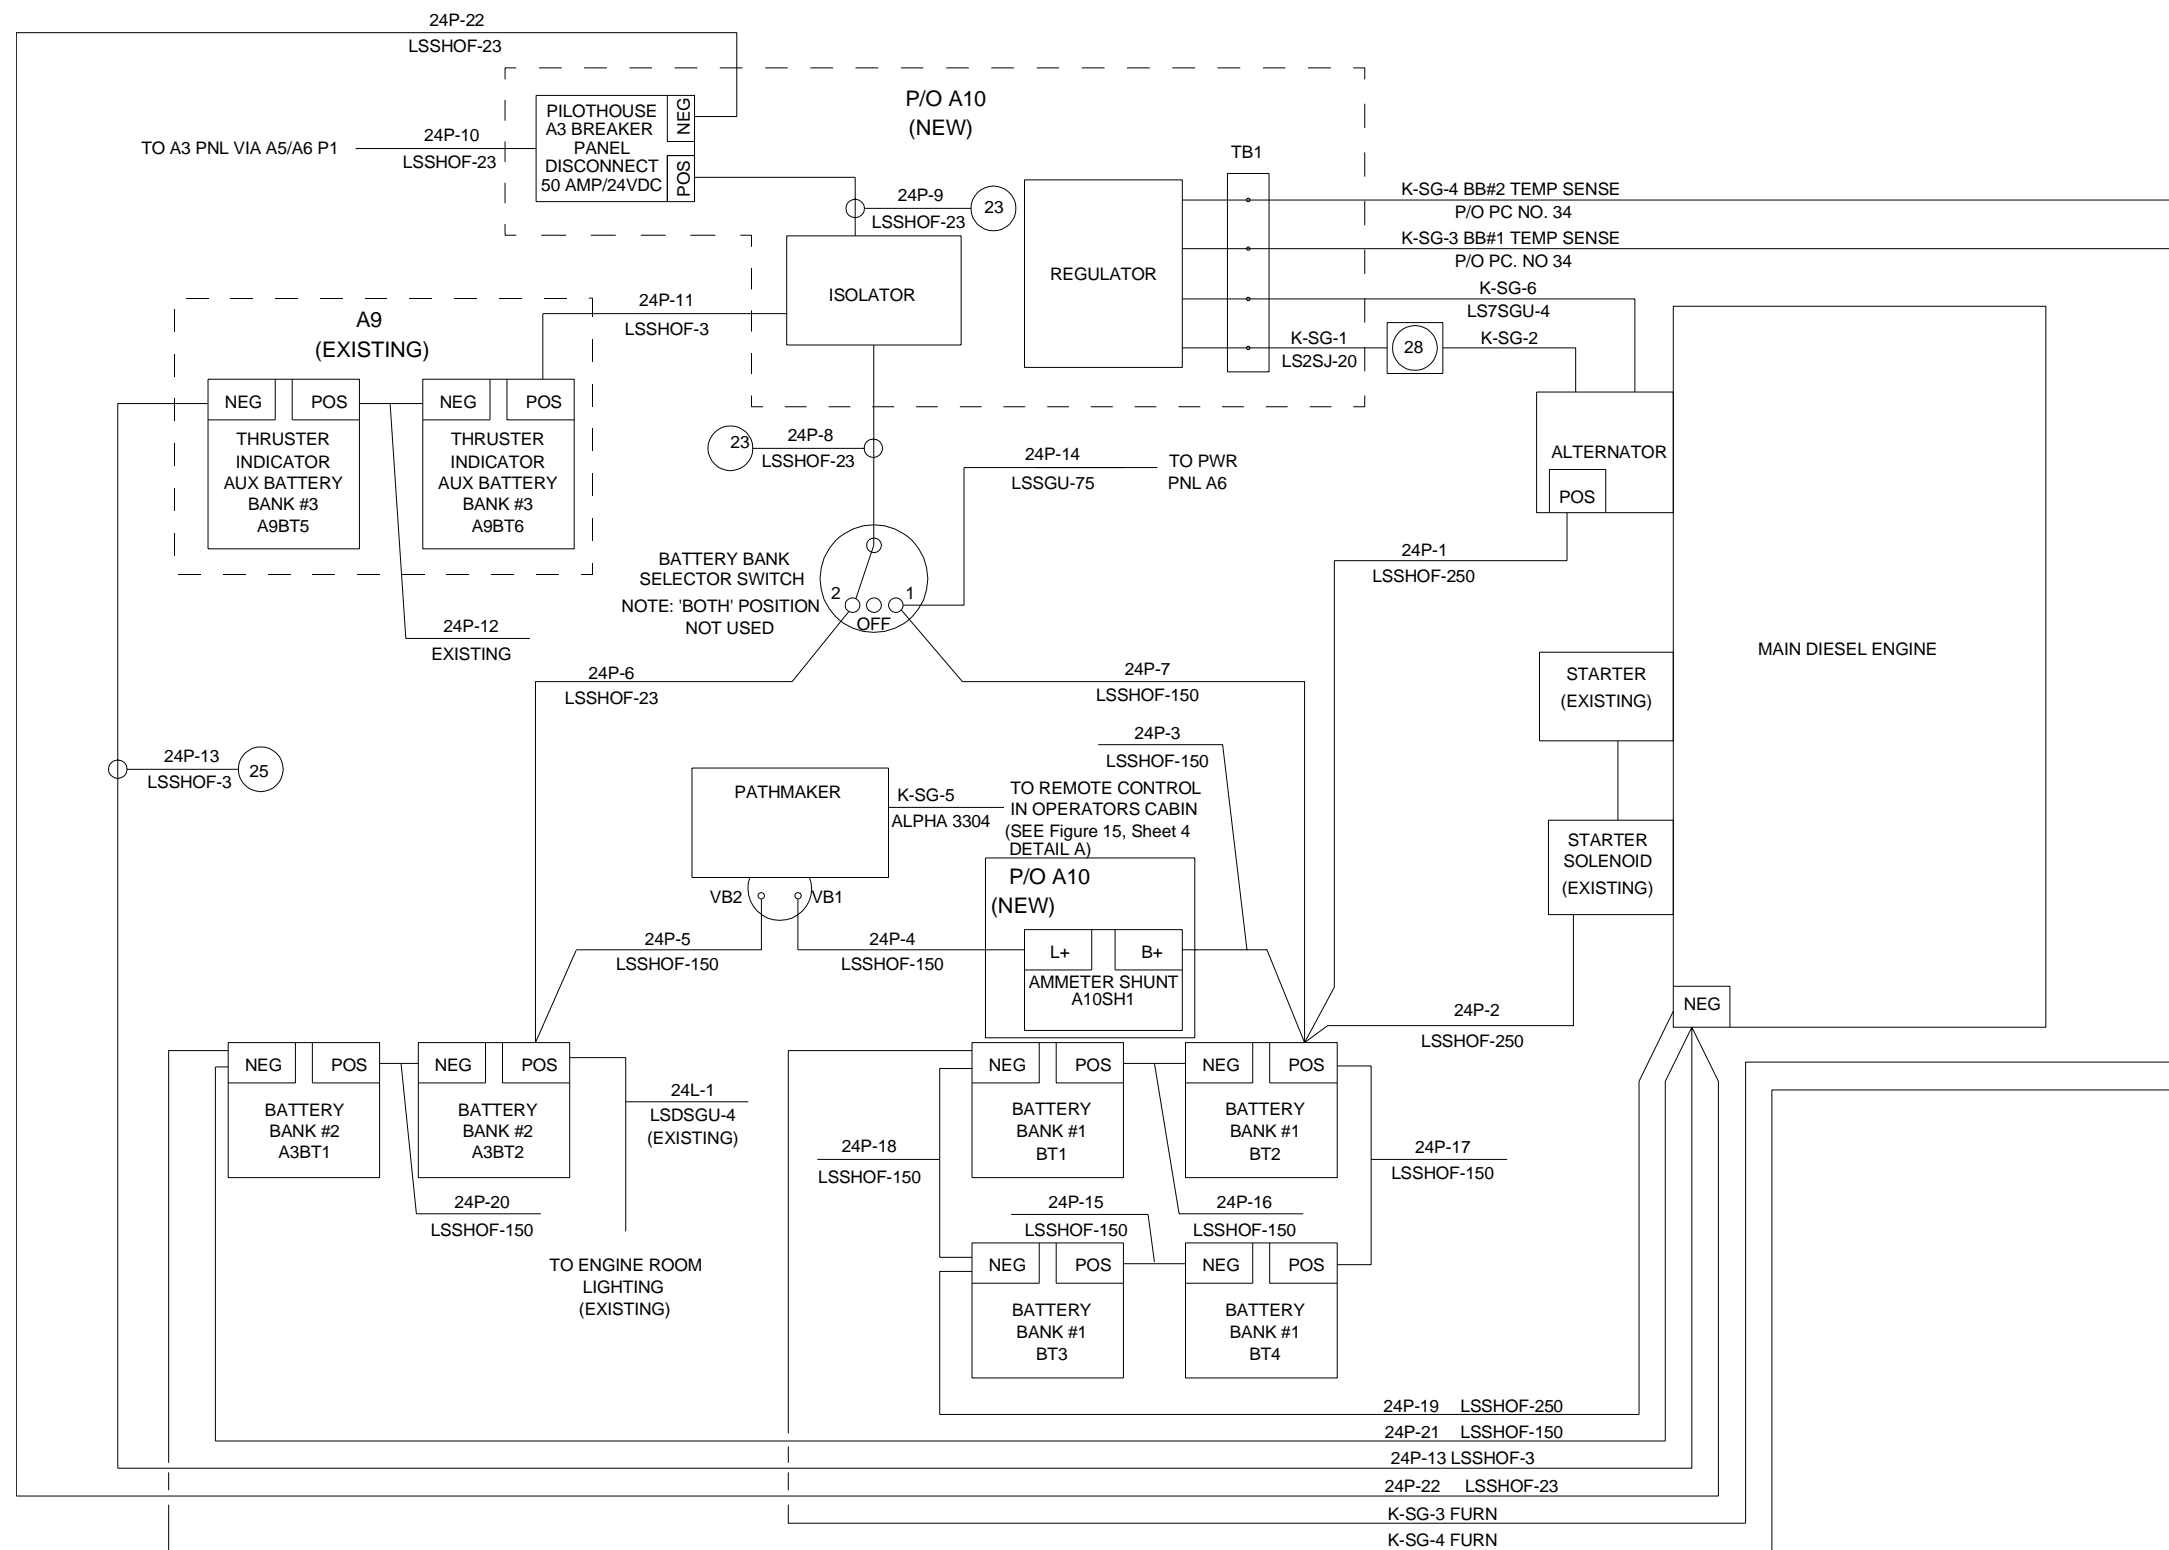 24P-22
LSSHOF-23
PILOTHOUSE
A3 BREAKER
PANEL
DISCONNECT
50 AMP/24VDC
NEG
POS
P/O A10
(NEW)
TO A3 PNL VIA A5/A6 P1
24P-10
LSSHOF-23
TB1
24P-9
LSSHOF-23
23
K-SG-4 BB#2 TEMP SENSE
P/O PC NO. 34
K-SG-3 BB#1 TEMP SENSE
P/O PC. NO 34
REGULATOR
ISOLATOR
K-SG-6
LS7SGU-4
24P-11
LSSHOF-3
A9
(EXISTING)
K-SG-1
LS2SJ-20
28
K-SG-2
NEG
POS
THRUSTER
INDICATOR
AUX BATTERY
BANK #3
A9BT5
NEG
POS
THRUSTER
INDICATOR
AUX BATTERY
BANK #3
A9BT6
23
24P-8
LSSHOF-23
24P-14
LSSGU-75
TO PWR
PNL A6
ALTERNATOR
POS
24P-1
LSSHOF-250
BATTERY BANK
SELECTOR SWITCH
NOTE: 'BOTH' POSITION
NOT USED
2
1
OFF
24P-12
EXISTING
MAIN DIESEL ENGINE
24P-6
LSSHOF-23
24P-7
LSSHOF-150
STARTER
(EXISTING)
24P-3
LSSHOF-150
24P-13
LSSHOF-3
25
PATHMAKER
K-SG-5
ALPHA 3304
TO REMOTE CONTROL
IN OPERATORS CABIN
(SEE Figure 15, Sheet 4
DETAIL A)
STARTER
SOLENOID
(EXISTING)
P/O A10
(NEW)
VB2
VB1
24P-5
LSSHOF-150
24P-4
LSSHOF-150
L+
B+
AMMETER SHUNT
A10SH1
NEG
24P-2
LSSHOF-250
NEG
POS
BATTERY
BANK #2
A3BT1
NEG
POS
BATTERY
BANK #2
A3BT2
24L-1
LSDSGU-4
(EXISTING)
NEG
POS
BATTERY
BANK #1
BT1
NEG
POS
BATTERY
BANK #1
BT2
24P-18
LSSHOF-150
24P-17
LSSHOF-150
24P-20
LSSHOF-150
24P-15
LSSHOF-150
24P-16
LSSHOF-150
TO ENGINE ROOM
LIGHTING
(EXISTING)
NEG
POS
BATTERY
BANK #1
BT3
NEG
POS
BATTERY
BANK #1
BT4
24P-19 LSSHOF-250
24P-21 LSSHOF-150
24P-13 LSSHOF-3
24P-22 LSSHOF-23
K-SG-3 FURN
K-SG-4 FURN